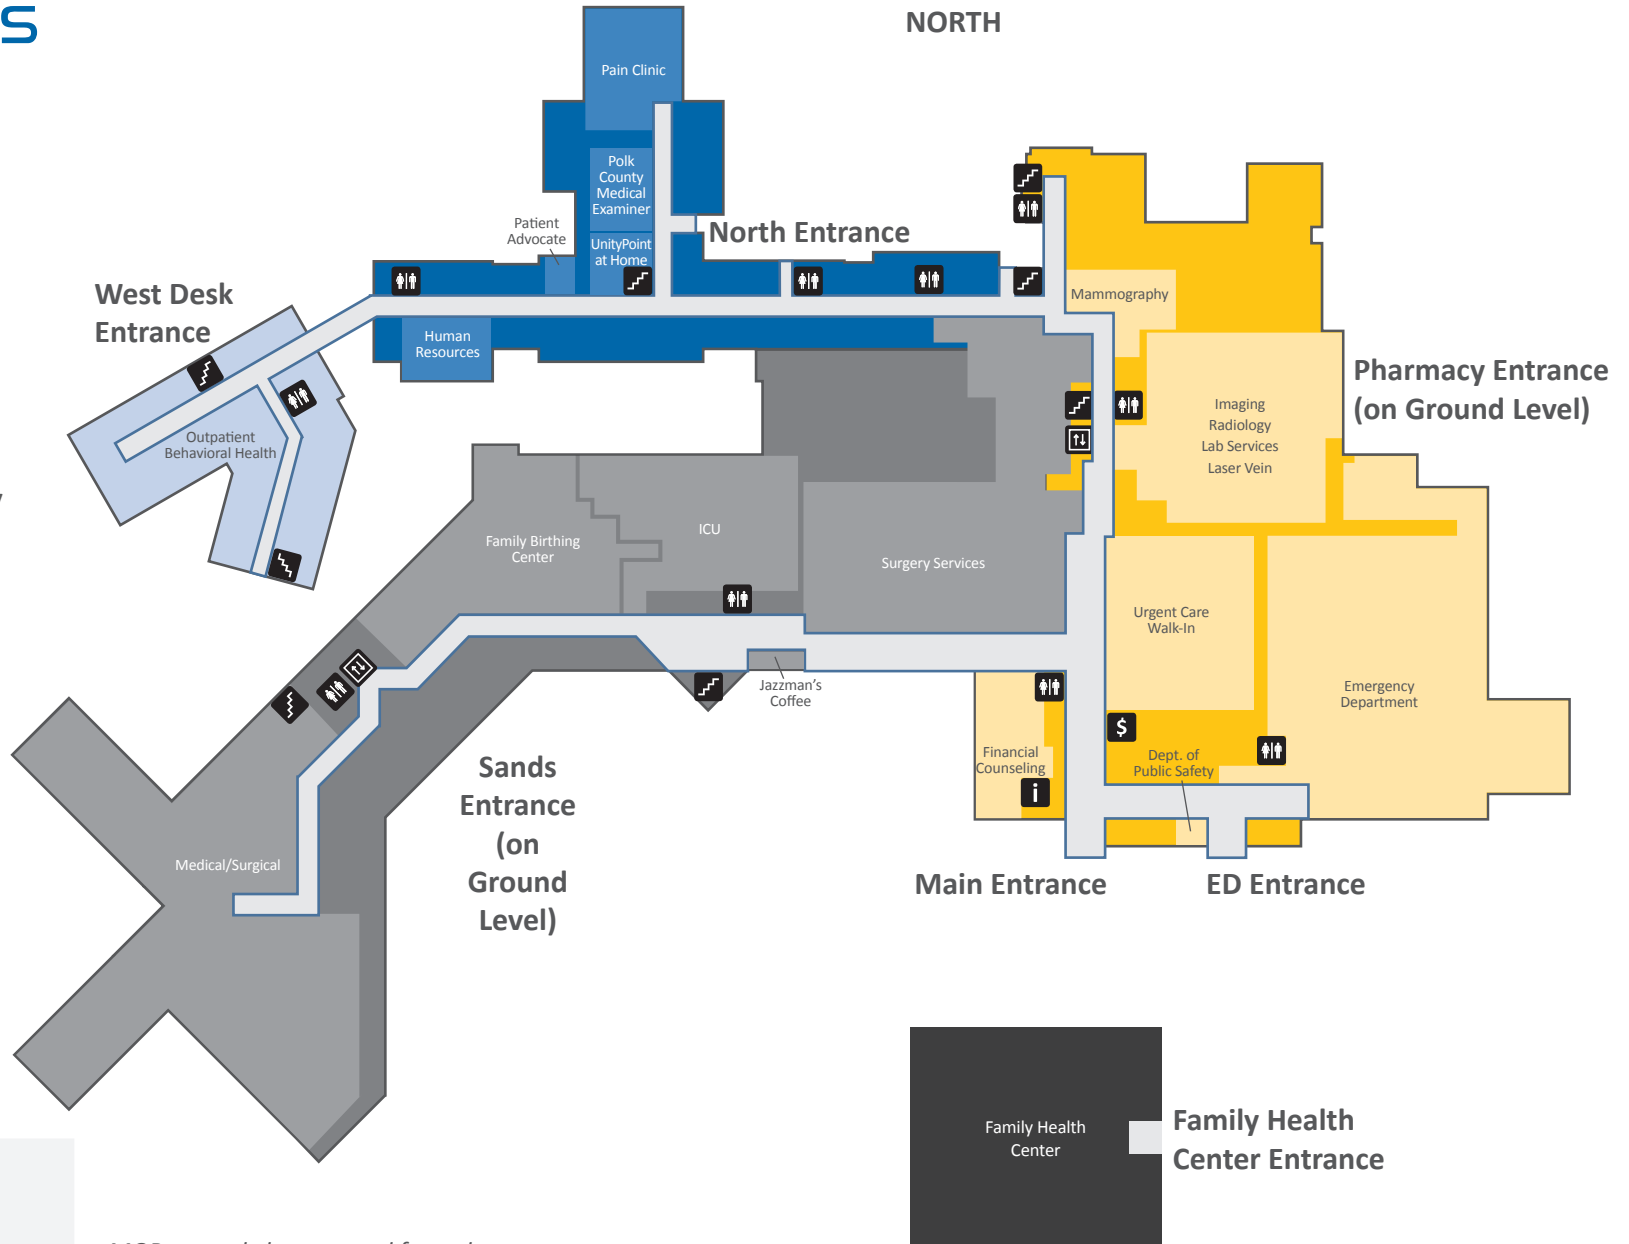 S
NORTH
Pain Clinic
Polk
County
Medical
Examiner
Patient
Advocate
UnityPoint
at Home
North Entrance
West Desk
Entrance
Human
Resources
Mammography
Pharmacy Entrance
(on Ground Level)
Imaging
Radiology
Lab Services
Laser Vein
Outpatient
Behavioral Health
Family Birthing
Center
ICU
Surgery Services
Urgent Care
Walk-In
Emergency
Department
Jazzman's
Coffee
$
Financial
Counseling
Dept. of
Public Safety
i
Sands
Entrance
(on
Ground
Level)
Medical/Surgical
Main Entrance
ED Entrance
Family Health
Center
Family Health
Center Entrance